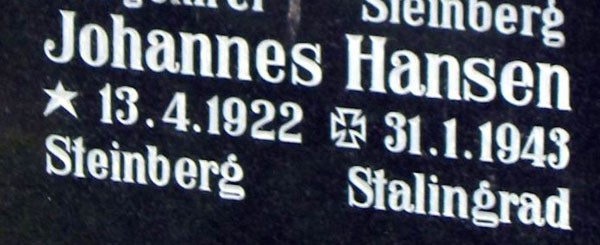 Steinberg
Johannes Hansen
★ 13.4.1922 ✠ 31.1.1943
Steinberg Stalingrad